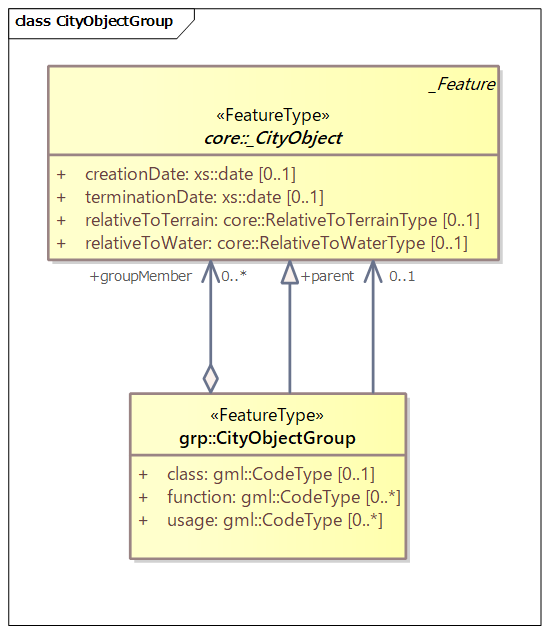 class CityObjectGroup
_Feature
«FeatureType»
core::_CityObject
+ creationDate: xs::date [0..1]
+ terminationDate: xs::date [0..1]
+ relativeToTerrain: core::RelativeToTerrainType [0..1]
+ relativeToWater: core::RelativeToWaterType [0..1]
+groupMember 0..* +parent 0..1
«FeatureType»
grp::CityObjectGroup
+ class: gml::CodeType [0..1]
+ function: gml::CodeType [0..*]
+ usage: gml::CodeType [0..*]